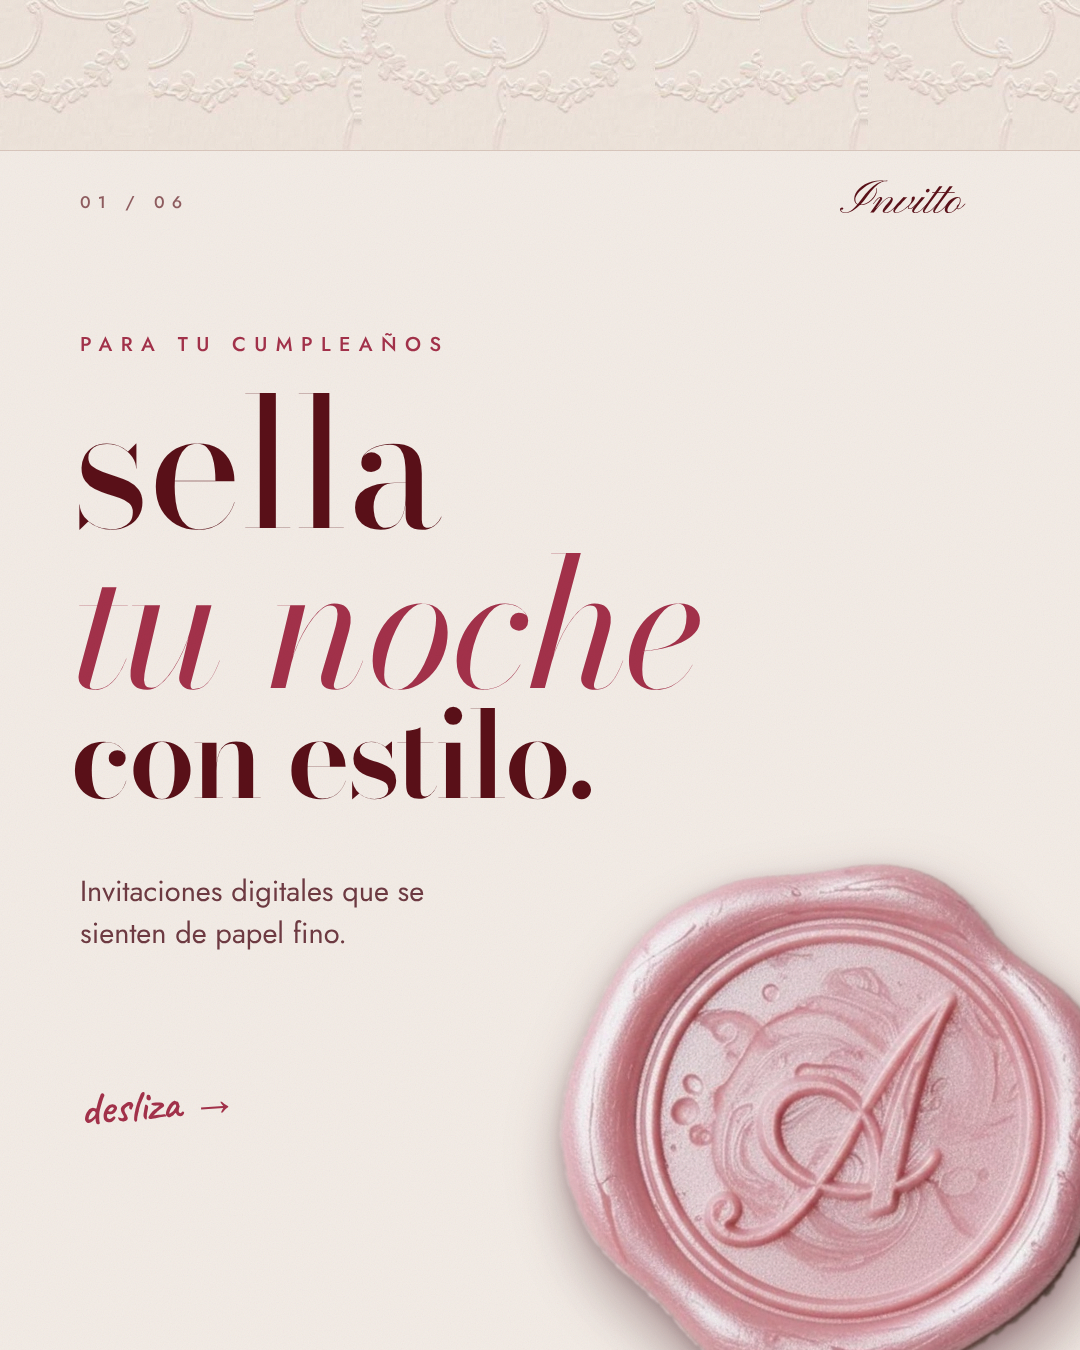 01 / 06
Invitto
PARA TU CUMPLEAÑOS
sella
tu noche
con estilo.
Invitaciones digitales que se
sienten de papel fino.
desliza →
A